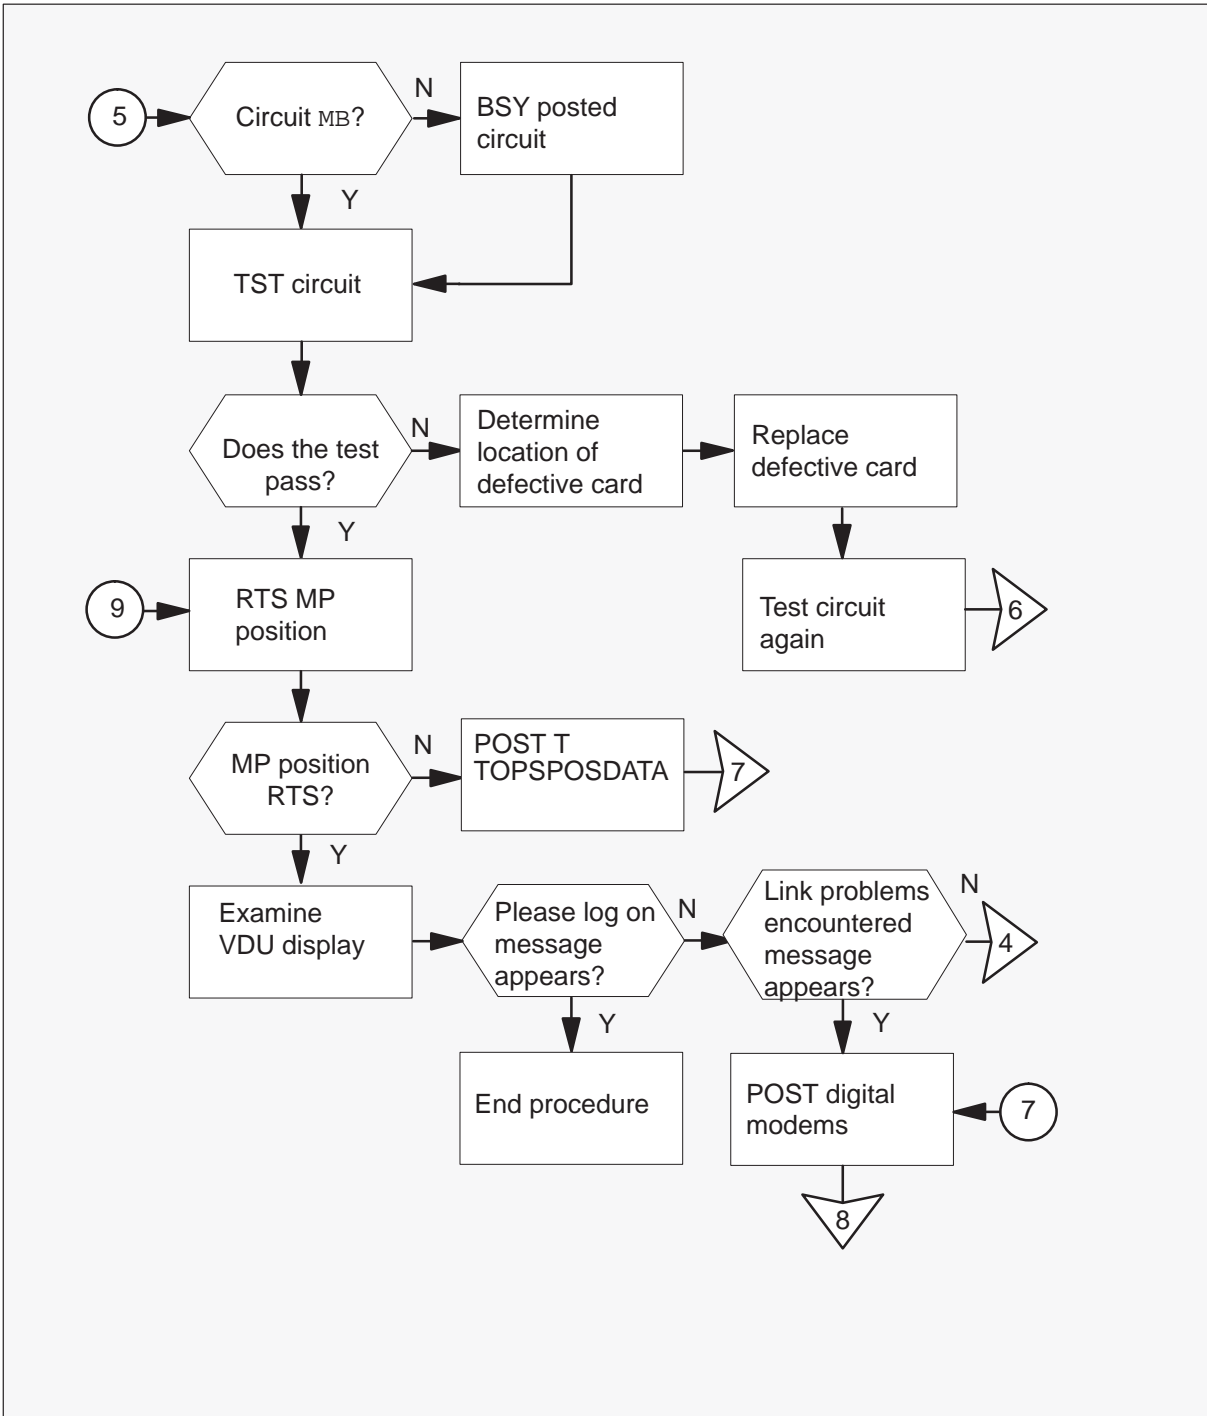 5
Circuit MB?
N
BSY posted
circuit
Y
TST circuit
Does the test
pass?
N
Determine
location of
defective card
Replace
defective card
Y
9
RTS MP
position
Test circuit
again
6
MP position
RTS?
N
POST T
TOPSPOSDATA
7
Y
Examine
VDU display
Please log on
message
appears?
N
Link problems
encountered
message
appears?
N
4
Y
End procedure
Y
POST digital
modems
7
8